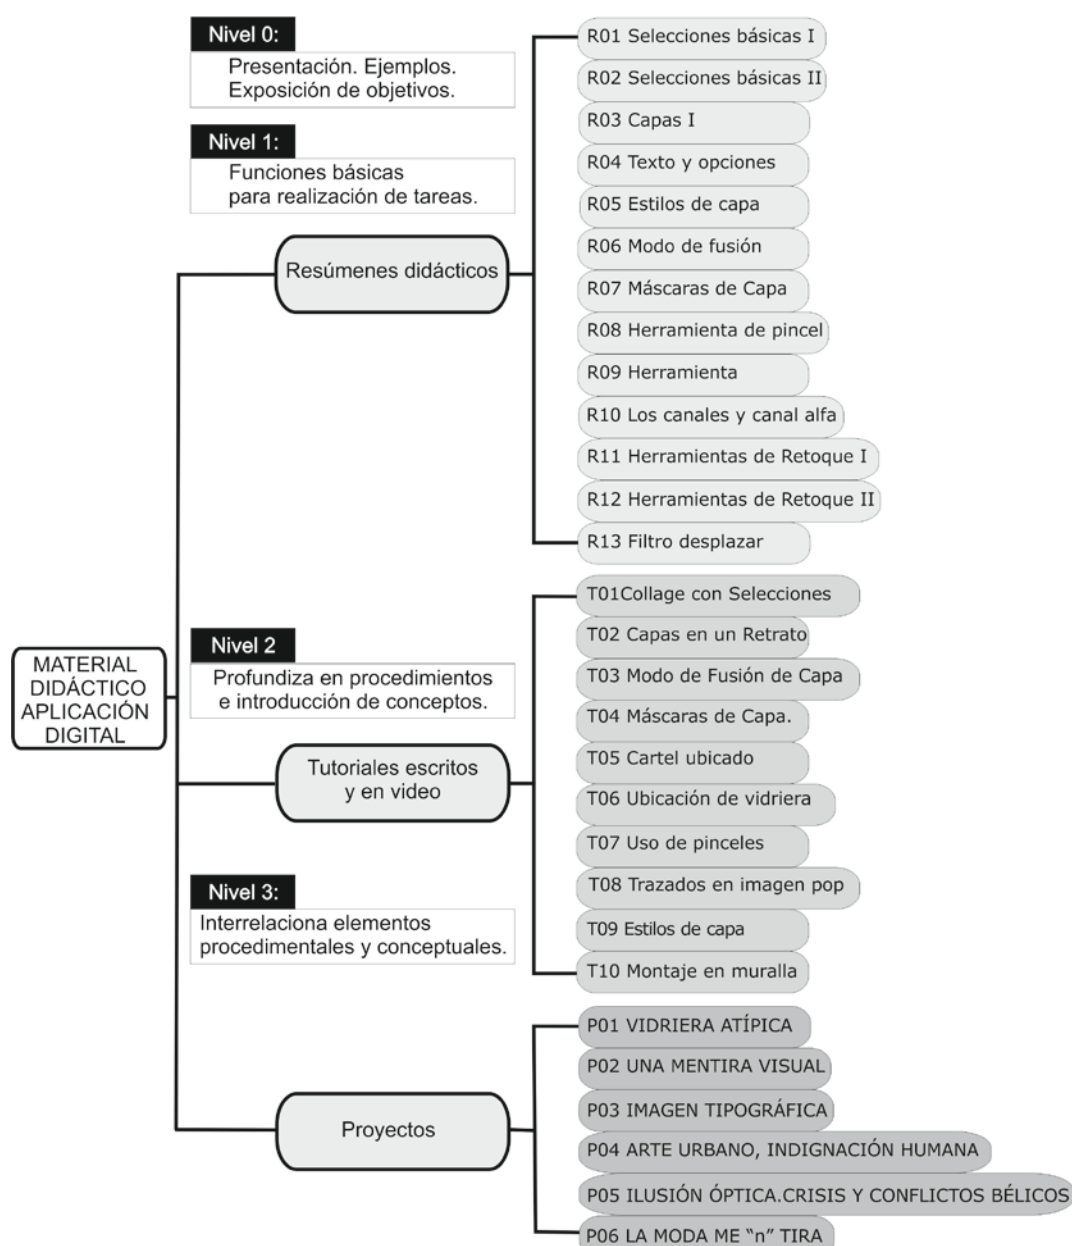 Nivel 0:
Presentación. Ejemplos.
Exposición de objetivos.
Nivel 1:
Funciones básicas
para realización de tareas.
Resúmenes didácticos
R01 Selecciones básicas I
R02 Selecciones básicas II
R03 Capas I
R04 Texto y opciones
R05 Estilos de capa
R06 Modo de fusión
R07 Máscaras de Capa
R08 Herramienta de pincel
R09 Herramienta
R10 Los canales y canal alfa
R11 Herramientas de Retoque I
R12 Herramientas de Retoque II
R13 Filtro desplazar
MATERIAL
DIDÁCTICO
APLICACIÓN
DIGITAL
Nivel 2
Profundiza en procedimientos
e introducción de conceptos.
Tutoriales escritos
y en video
T01Collage con Selecciones
T02 Capas en un Retrato
T03 Modo de Fusión de Capa
T04 Máscaras de Capa.
T05 Cartel ubicado
T06 Ubicación de vidriera
T07 Uso de pinceles
T08 Trazados en imagen pop
T09 Estilos de capa
T10 Montaje en muralla
Nivel 3:
Interrelaciona elementos
procedimentales y conceptuales.
Proyectos
P01 VIDRIERA ATÍPICA
P02 UNA MENTIRA VISUAL
P03 IMAGEN TIPOGRÁFICA
P04 ARTE URBANO, INDIGNACIÓN HUMANA
P05 ILUSIÓN ÓPTICA.CRISIS Y CONFLICTOS BÉLICOS
P06 LA MODA ME “n” TIRA